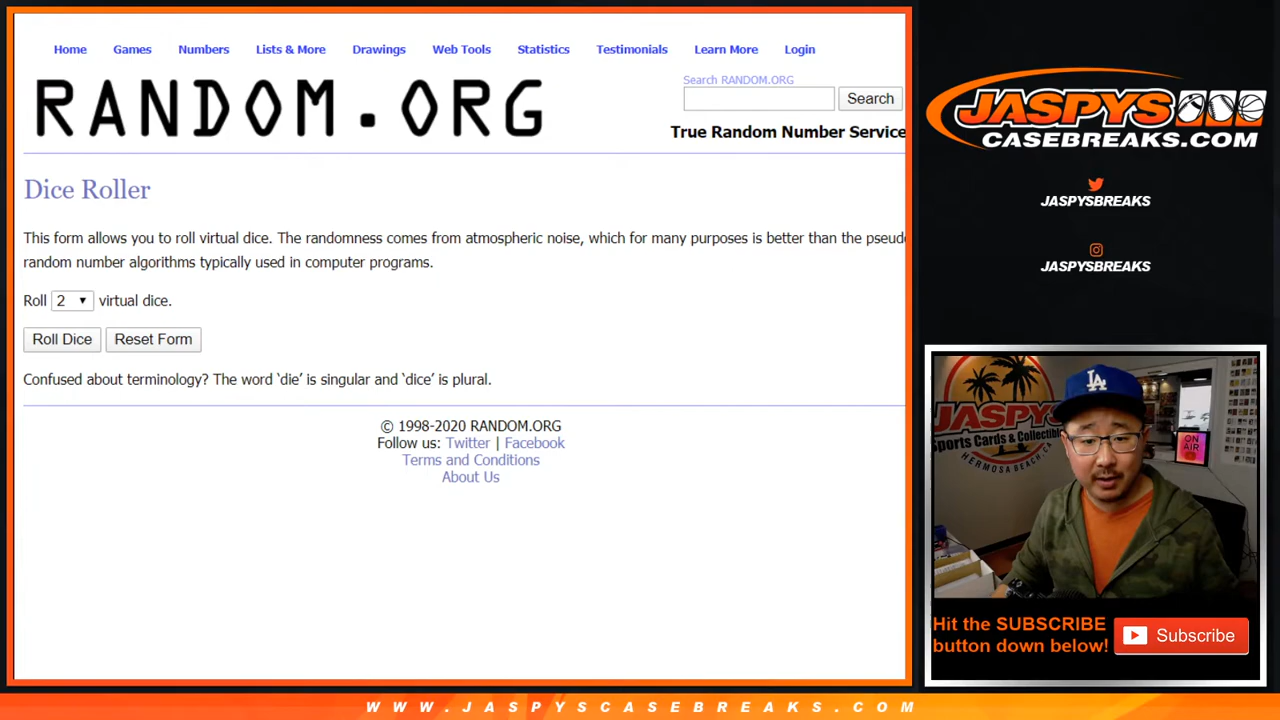 Home Games Numbers Lists & More Drawings Web Tools Statistics Testimonials Learn More Login
RANDOM.ORG
Search RANDOM.ORG
Search
True Random Number Service
Dice Roller
This form allows you to roll virtual dice. The randomness comes from atmospheric noise, which for many purposes is better than the pseudo
random number algorithms typically used in computer programs.
Roll 2 virtual dice.
Roll Dice Reset Form
Confused about terminology? The word ‘die’ is singular and ‘dice’ is plural.
© 1998-2020 RANDOM.ORG
Follow us: Twitter | Facebook
Terms and Conditions
About Us
JASPYS
CASEBREAKS.COM
JASPYSBREAKS
JASPYSBREAKS
JASPYS
Sports Cards & Collectible
HERMOSA BEACH, CA
LA
ON AIR
Hit the SUBSCRIBE
button down below!
Subscribe
WWW.JASPYSCASEBREAKS.COM